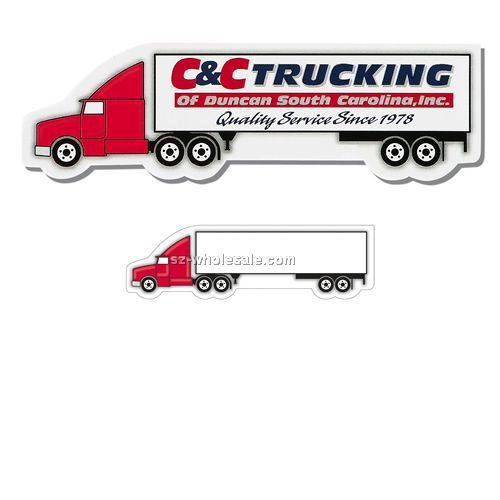 C&C TRUCKING
Of Duncan South Carolina, Inc.
Quality Service Since 1978
sz-wholesale.com